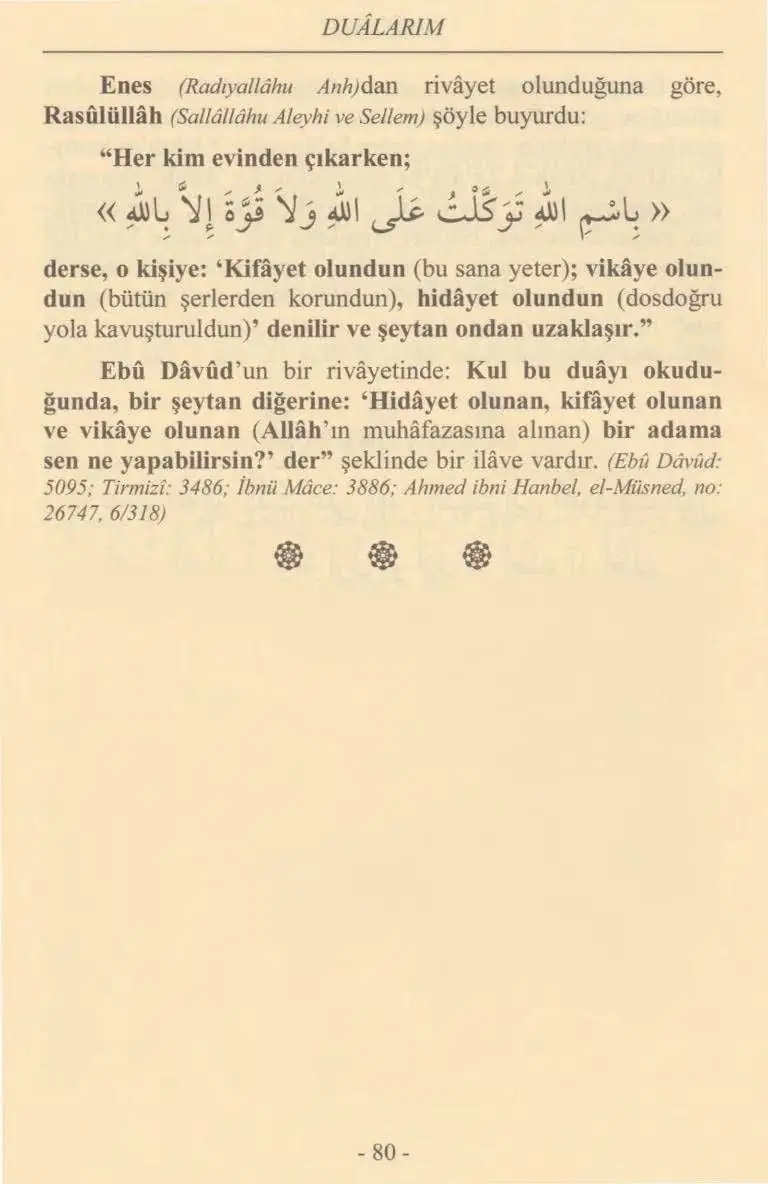 DUÂLARIM
Enes (Radıyallâhu Anh)dan rivâyet olunduğuna göre,
Rasûlüllâh (Sallâllâhu Aleyhi ve Sellem) şöyle buyurdu:
“Her kim evinden çıkarken;
« بِاسْمِ اللهِ تَوَكَّلْتُ عَلَى اللهِ وَلاَ قُوَّةَ إِلاَّ بِاللهِ »
derse, o kişiye: ‘Kifâyet olundun (bu sana yeter); vikâye olun-
dun (bütün şerlerden korundun), hidâyet olundun (dosdoğru
yola kavuşturuldun)’ denilir ve şeytan ondan uzaklaşır.”
Ebû Dâvûd’un bir rivâyetinde: Kul bu duâyı okudu-
ğunda, bir şeytan diğerine: ‘Hidâyet olunan, kifâyet olunan
ve vikâye olunan (Allâh’ın muhâfazasına alınan) bir adama
sen ne yapabilirsin?’ der” şeklinde bir ilâve vardır. (Ebû Dâvûd:
5095; Tirmizî: 3486; İbnü Mâce: 3886; Ahmed ibni Hanbel, el-Müsned, no:
26747, 6/318)
- 80 -